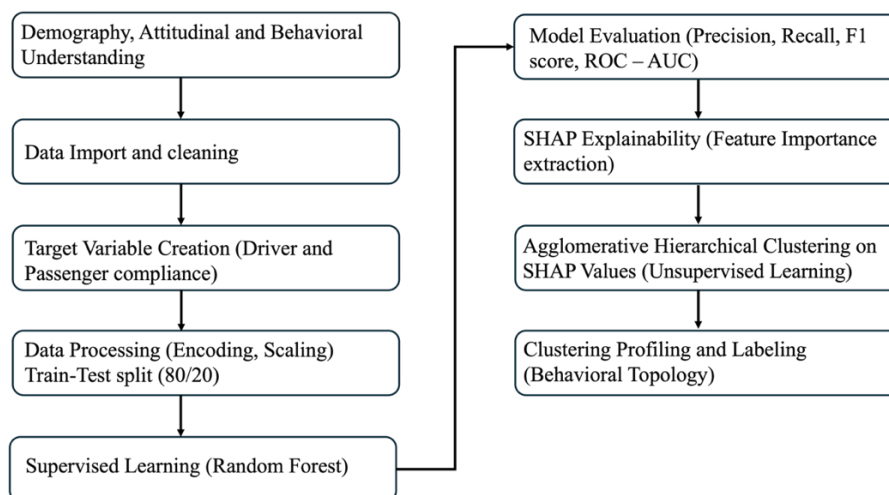 Demography, Attitudinal and Behavioral
Understanding
Data Import and cleaning
Target Variable Creation (Driver and
Passenger compliance)
Data Processing (Encoding, Scaling)
Train-Test split (80/20)
Supervised Learning (Random Forest)
Model Evaluation (Precision, Recall, F1
score, ROC – AUC)
SHAP Explainability (Feature Importance
extraction)
Agglomerative Hierarchical Clustering on
SHAP Values (Unsupervised Learning)
Clustering Profiling and Labeling
(Behavioral Topology)